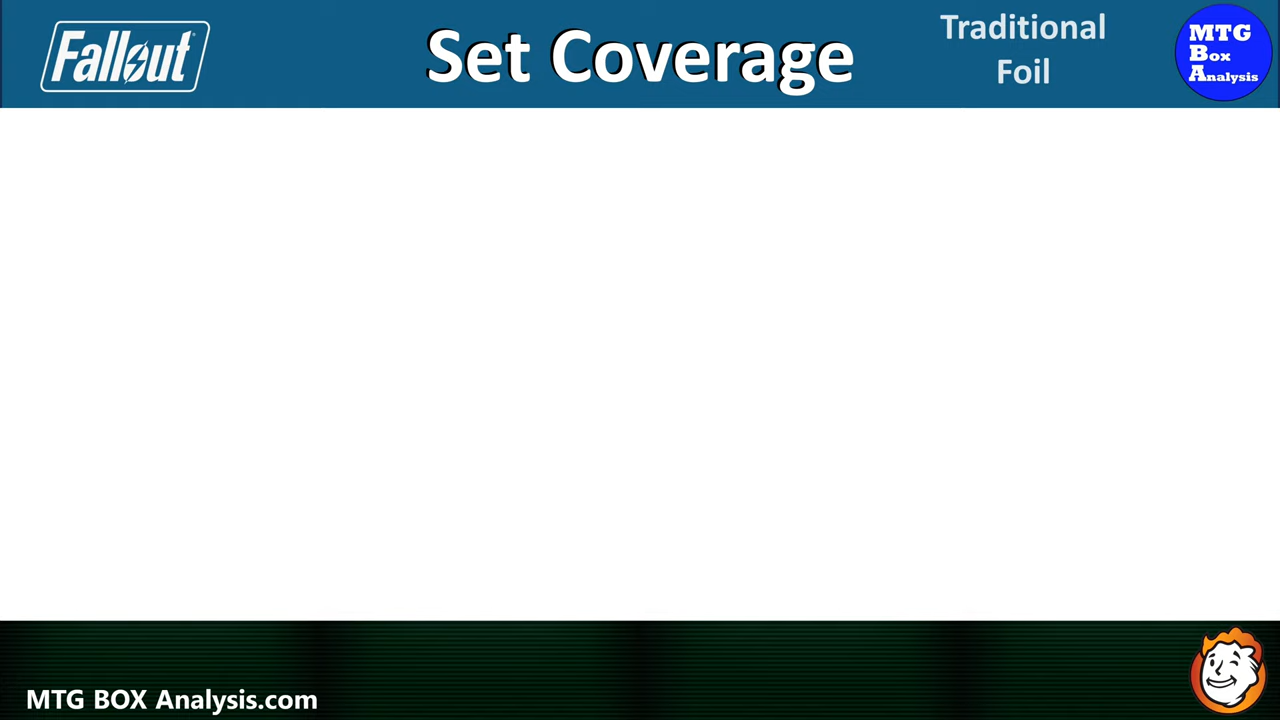 Fallout
Set Coverage
Traditional
Foil
MTG
Box
Analysis
MTG BOX Analysis.com